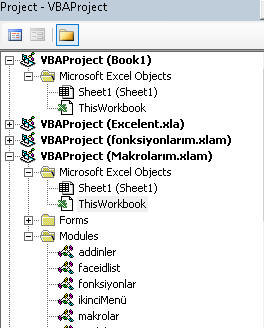 Project - VBAProject
VBAProject (Book1)
Microsoft Excel Objects
Sheet1 (Sheet1)
ThisWorkbook
VBAProject (Excelent.xla)
VBAProject (fonksiyonlarım.xlam)
VBAProject (Makrolarım.xlam)
Microsoft Excel Objects
Sheet1 (Sheet1)
ThisWorkbook
Forms
Modules
addinler
faceidlist
fonksiyonlar
ikinciMenü
makrolar